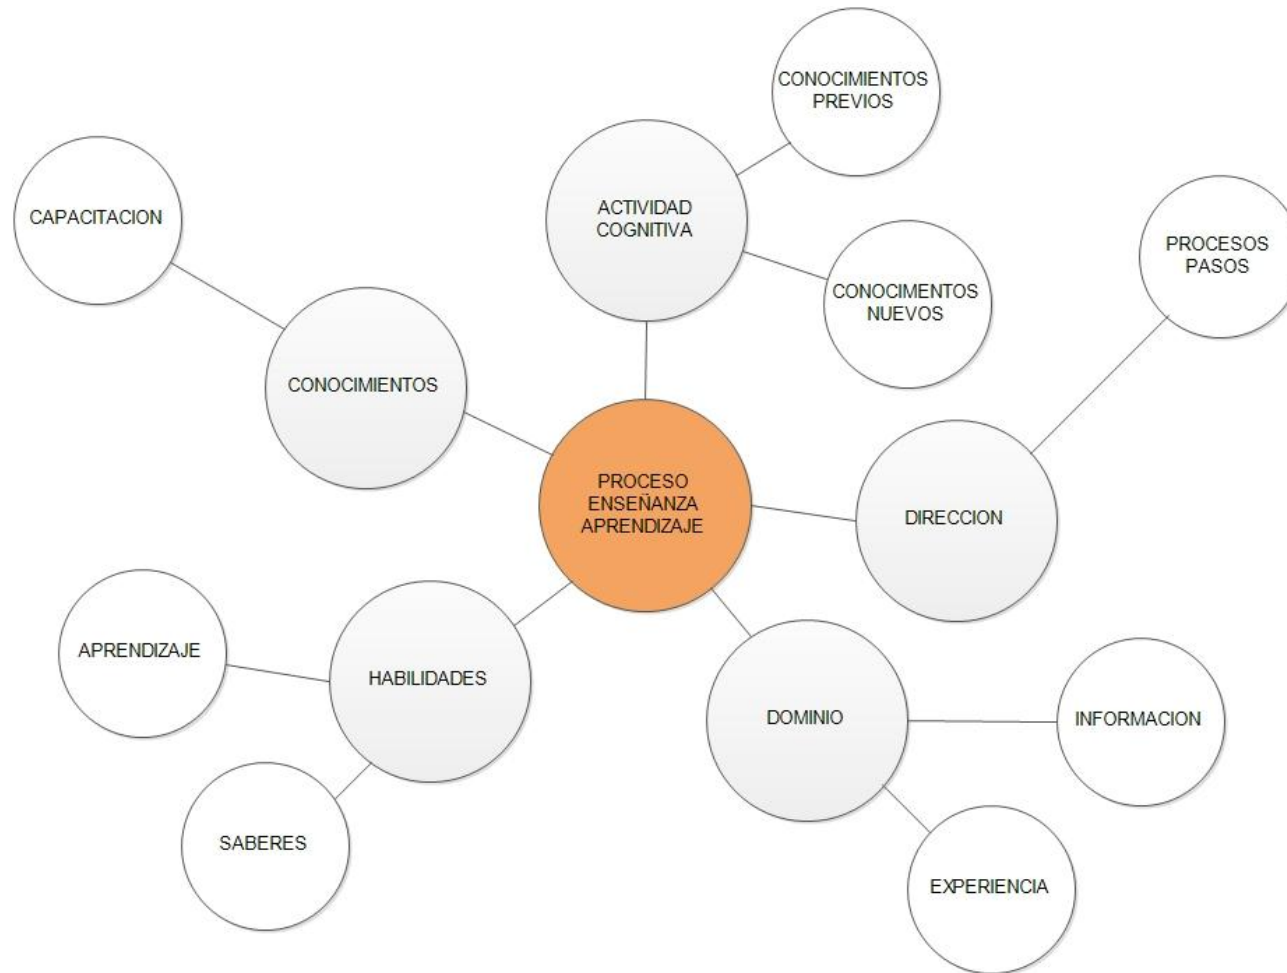 CONOCIMIENTOS
PREVIOS
CAPACITACION
ACTIVIDAD
COGNITIVA
PROCESOS
PASOS
CONOCIMENTOS
NUEVOS
CONOCIMIENTOS
PROCESO
ENSEÑANZA
APRENDIZAJE
DIRECCION
APRENDIZAJE
HABILIDADES
DOMINIO
INFORMACION
SABERES
EXPERIENCIA